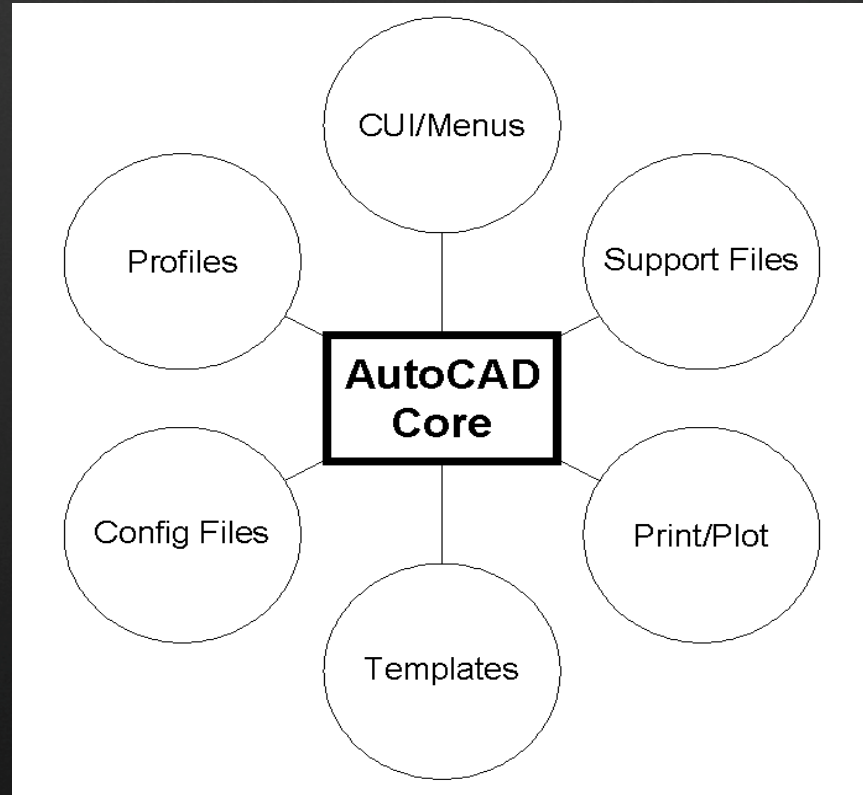 CUI/Menus
Profiles
Support Files
AutoCAD
Core
Config Files
Print/Plot
Templates